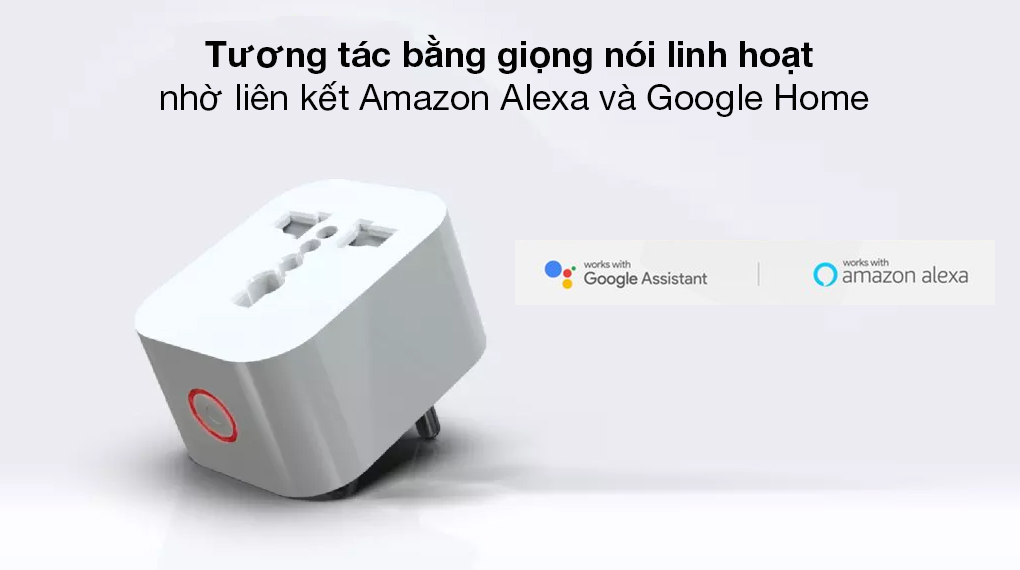 Tương tác bằng giọng nói linh hoạt
nhờ liên kết Amazon Alexa và Google Home
works with
Google Assistant
works with
amazon alexa